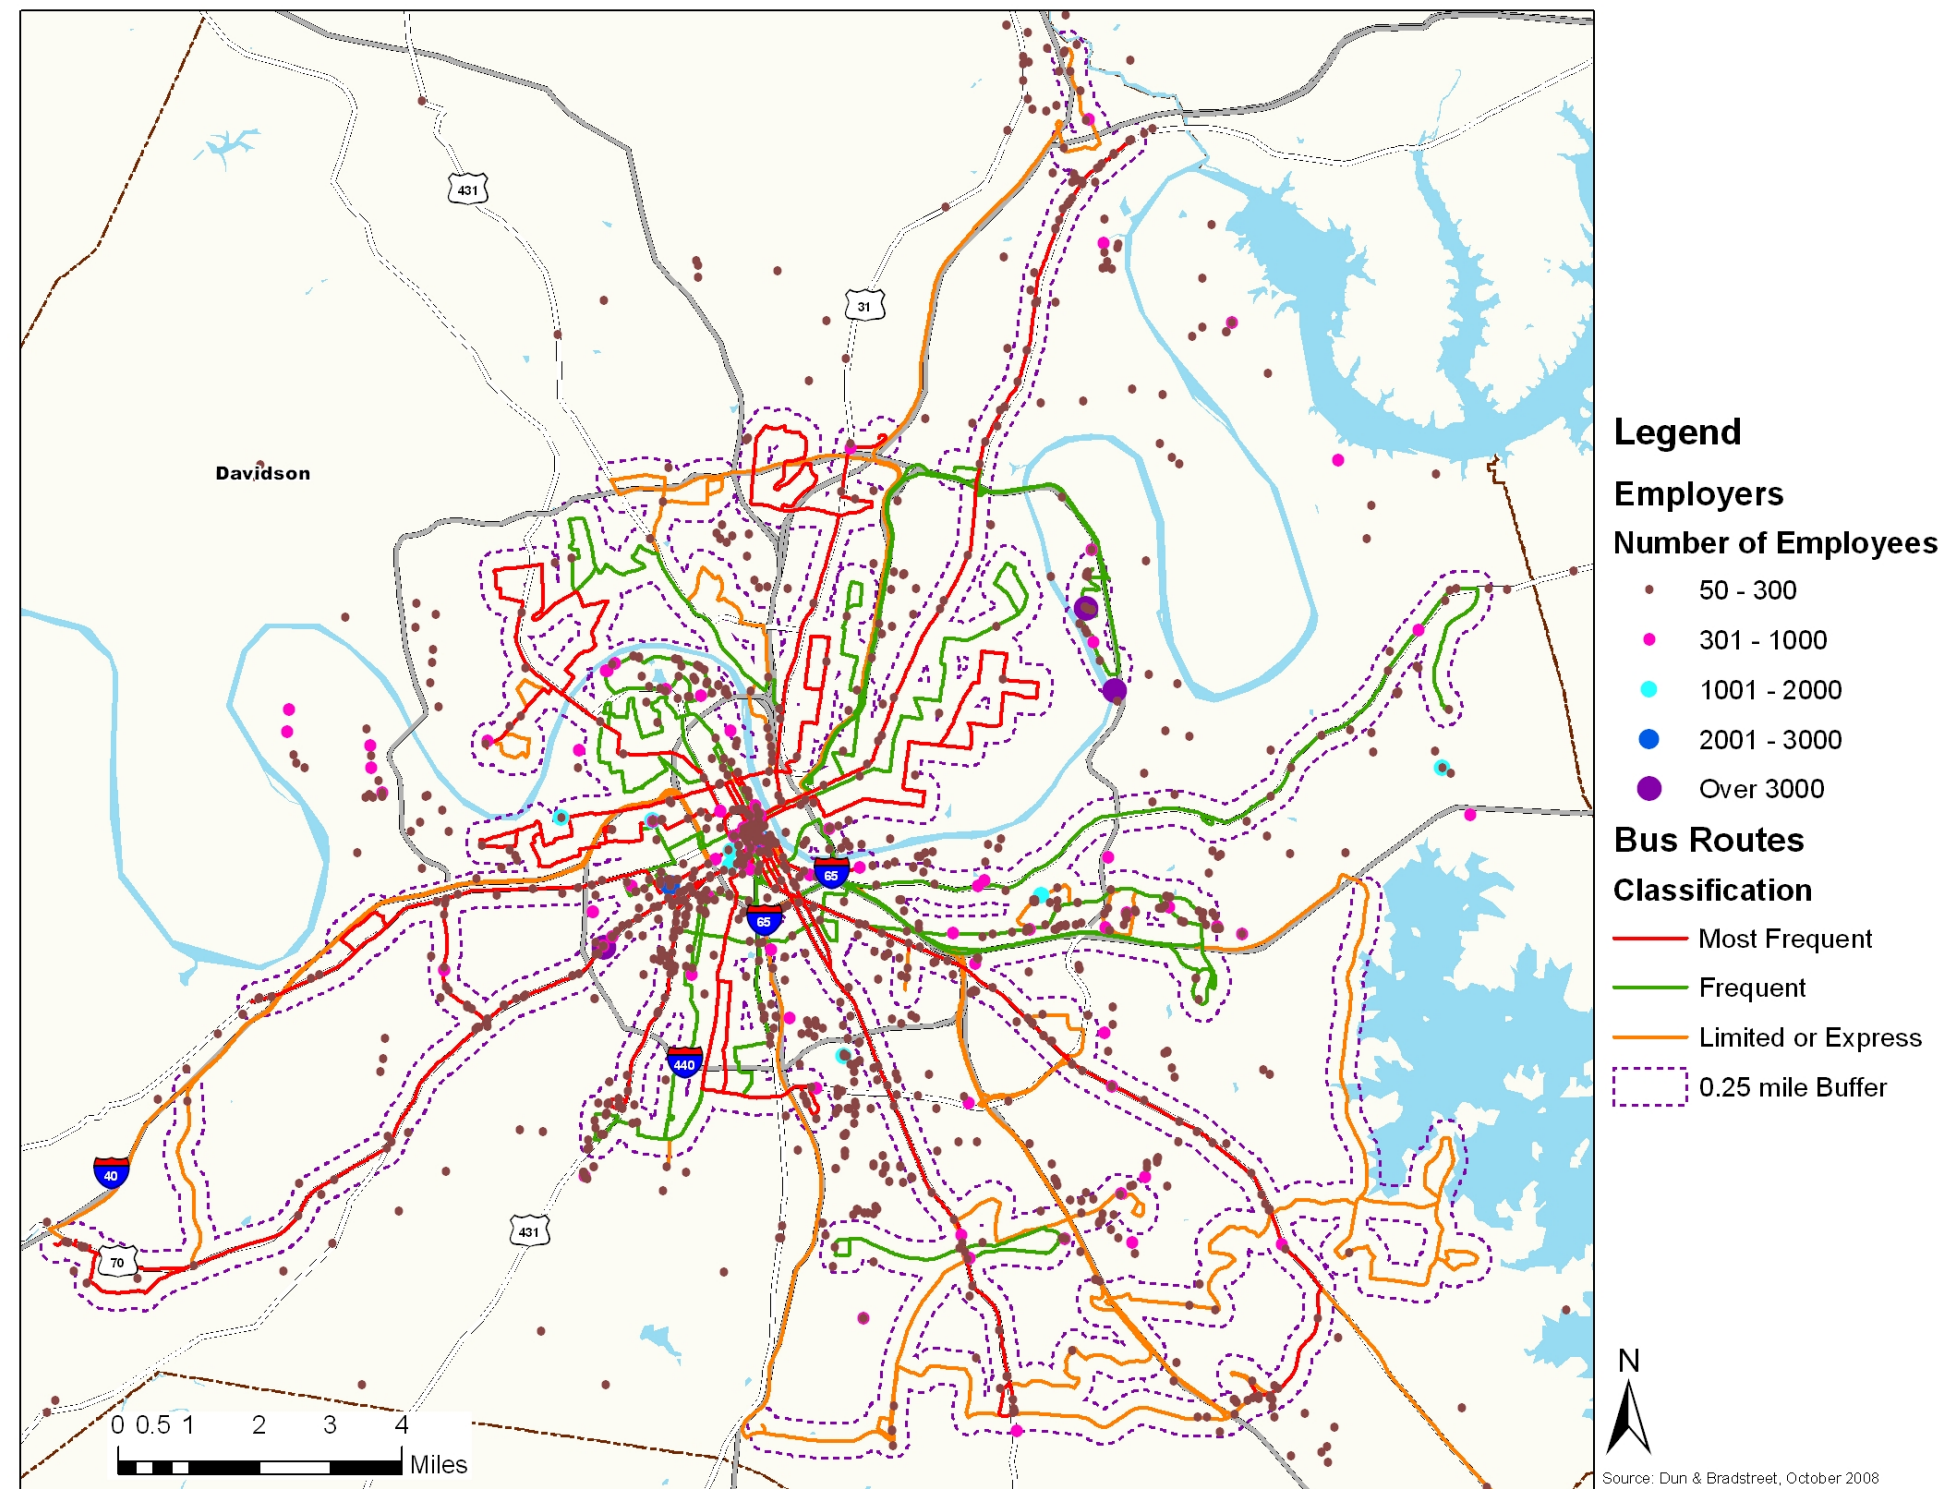 431
31
Davidson
65
65
440
40
431
70
0 0.5 1 2 3 4
Miles
Legend
Employers
Number of Employees
50 - 300
301 - 1000
1001 - 2000
2001 - 3000
Over 3000
Bus Routes
Classification
Most Frequent
Frequent
Limited or Express
0.25 mile Buffer
N
Source: Dun & Bradstreet, October 2008